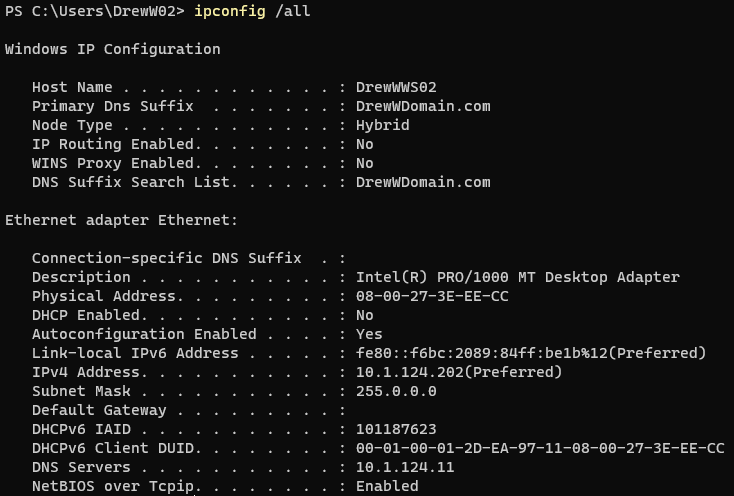 PS C:\Users\DrewW02> ipconfig /all
Windows IP Configuration
Host Name . . . . . . . . . . . . : DrewWWS02
Primary Dns Suffix  . . . . . . . : DrewWDomain.com
Node Type . . . . . . . . . . . . : Hybrid
IP Routing Enabled. . . . . . . . : No
WINS Proxy Enabled. . . . . . . . : No
DNS Suffix Search List. . . . . . : DrewWDomain.com
Ethernet adapter Ethernet:
Connection-specific DNS Suffix  . :
Description . . . . . . . . . . . : Intel(R) PRO/1000 MT Desktop Adapter
Physical Address. . . . . . . . . : 08-00-27-3E-EE-CC
DHCP Enabled. . . . . . . . . . . : No
Autoconfiguration Enabled . . . . : Yes
Link-local IPv6 Address . . . . . : fe80::f6bc:2089:84ff:be1b%12(Preferred)
IPv4 Address. . . . . . . . . . . : 10.1.124.202(Preferred)
Subnet Mask . . . . . . . . . . . : 255.0.0.0
Default Gateway . . . . . . . . . :
DHCPv6 IAID . . . . . . . . . . . : 101187623
DHCPv6 Client DUID. . . . . . . . : 00-01-00-01-2D-EA-97-11-08-00-27-3E-EE-CC
DNS Servers . . . . . . . . . . . : 10.1.124.11
NetBIOS over Tcpip. . . . . . . . : Enabled